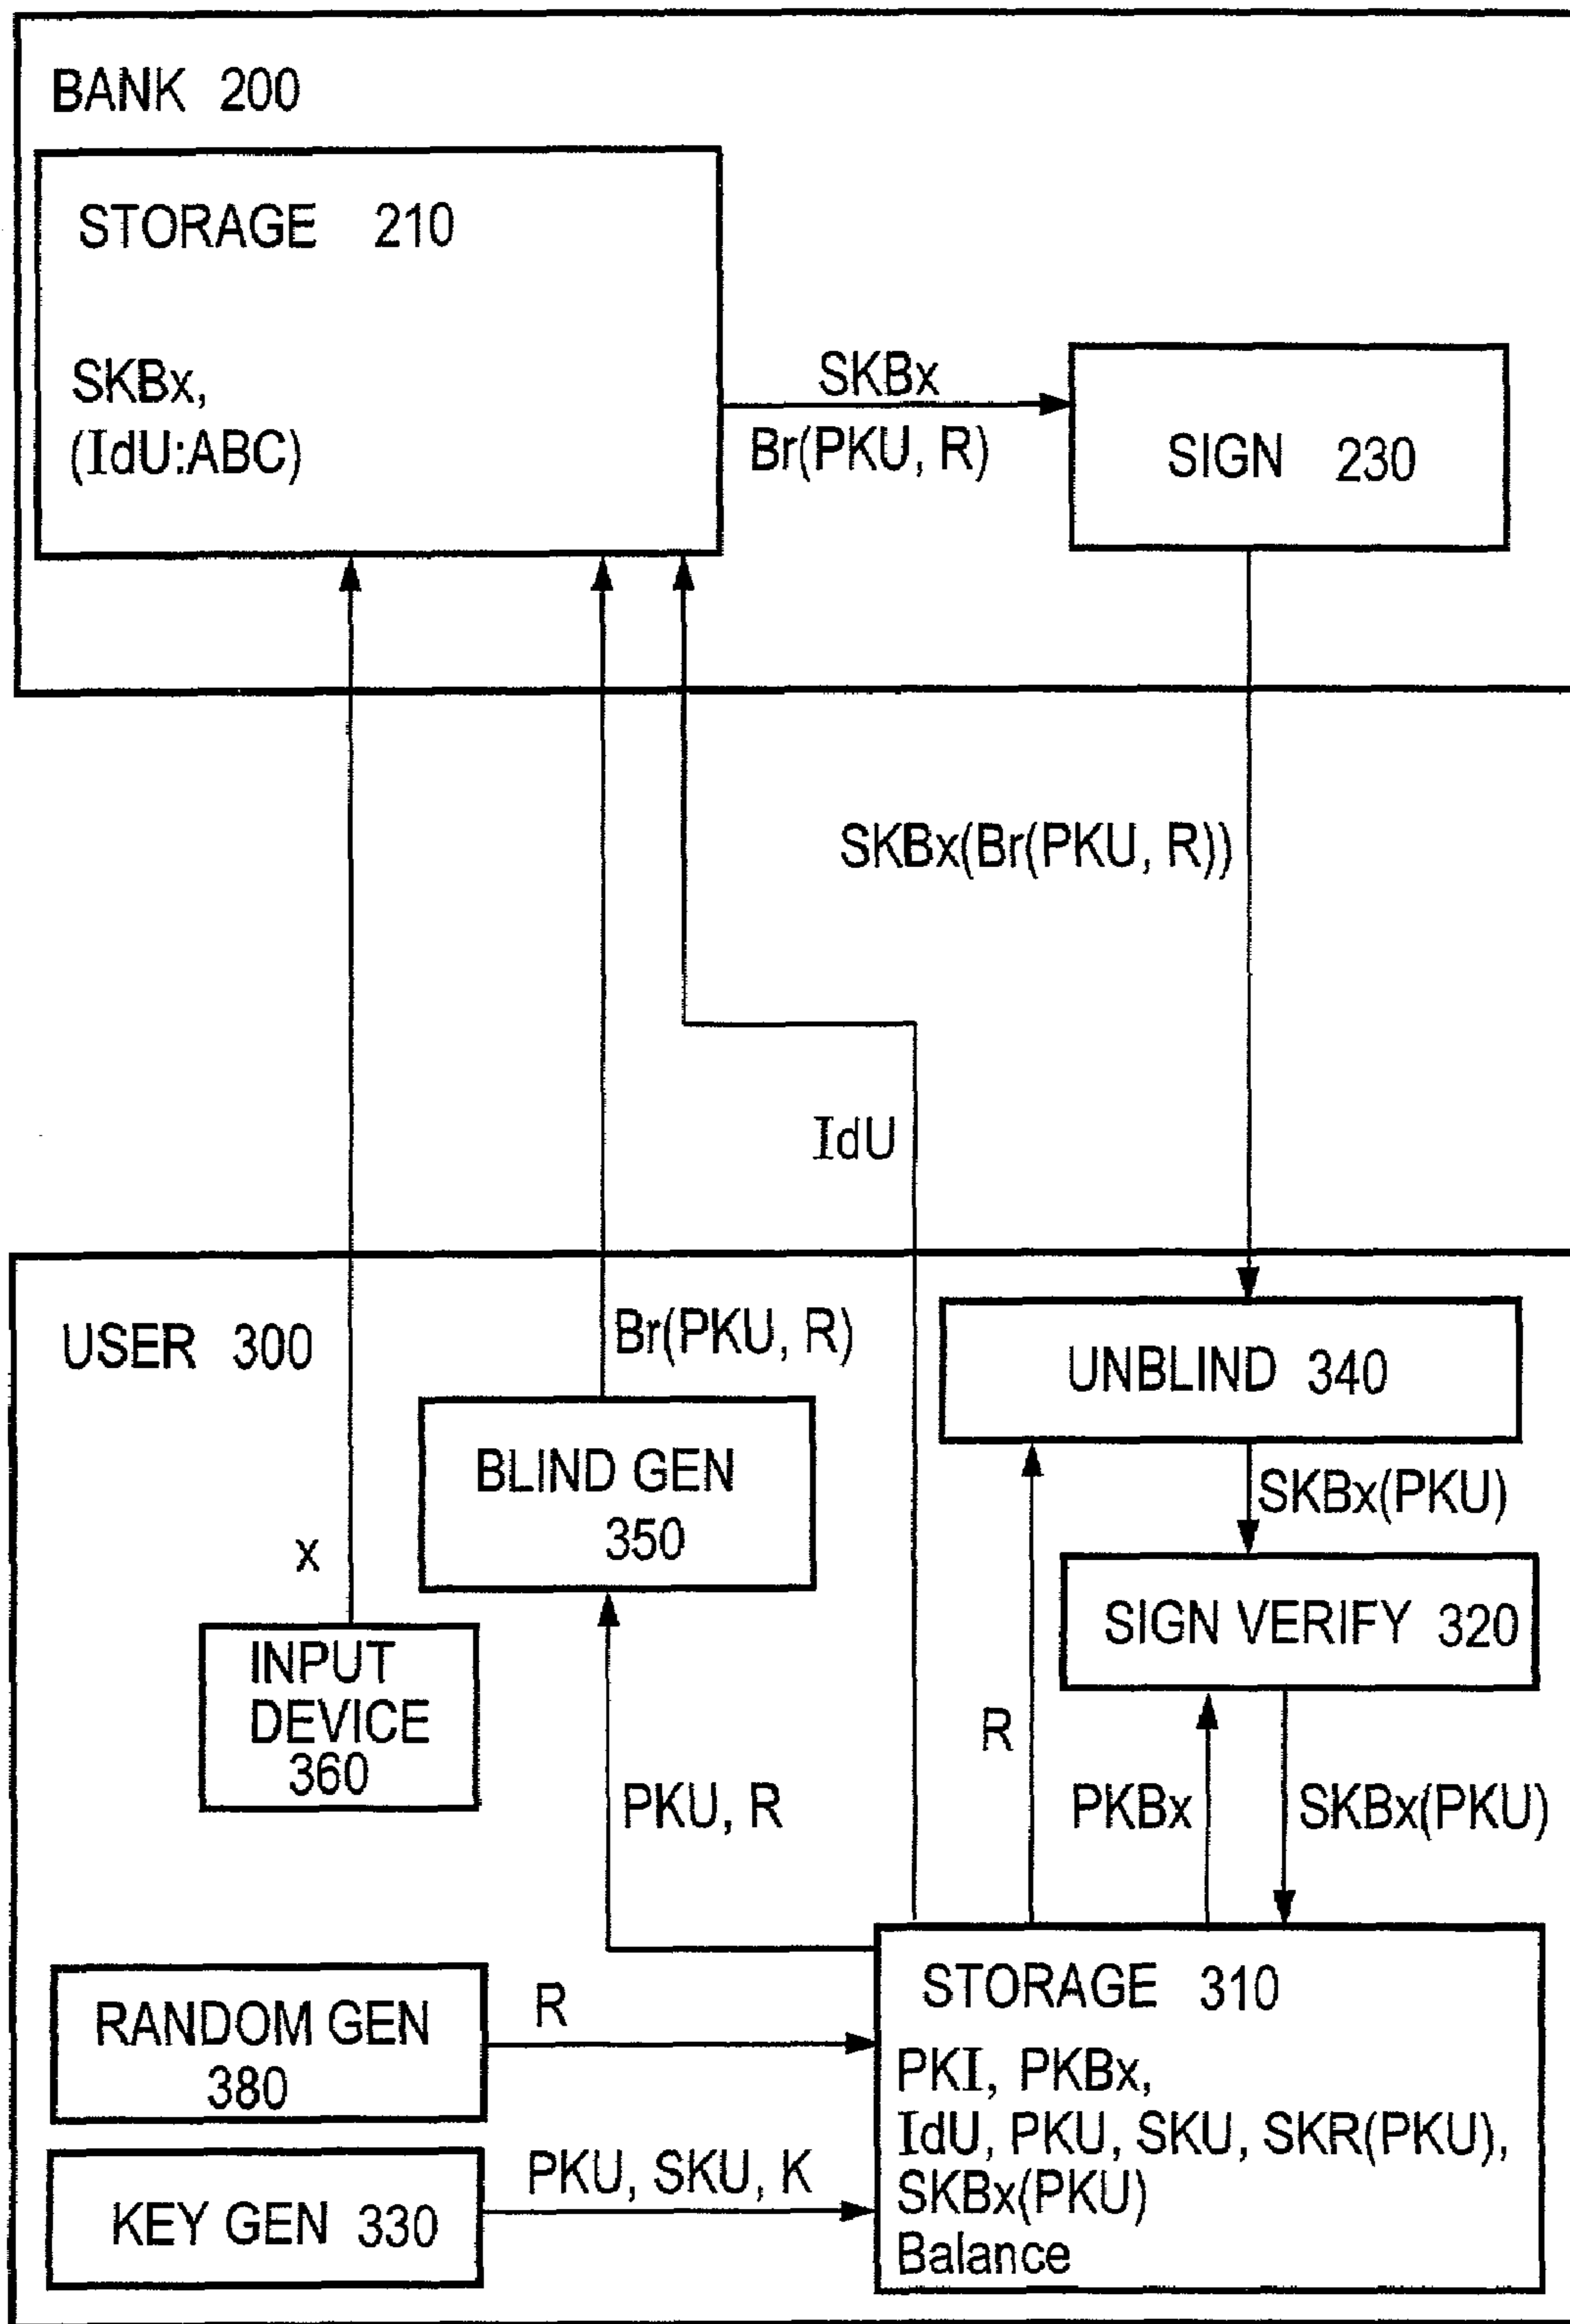 BANK 200
STORAGE 210
SKBx,
(IdU:ABC)
SKBx
Br(PKU, R)
SIGN 230
SKBx(Br(PKU, R))
IdU
USER 300
Br(PKU, R)
UNBLIND 340
BLIND GEN
350
SKBx(PKU)
x
SIGN VERIFY 320
INPUT
DEVICE
360
R
PKU, R
PKBx
SKBx(PKU)
RANDOM GEN
380
R
STORAGE 310
PKI, PKBx,
IdU, PKU, SKU, SKR(PKU),
SKBx(PKU)
Balance
KEY GEN 330
PKU, SKU, K